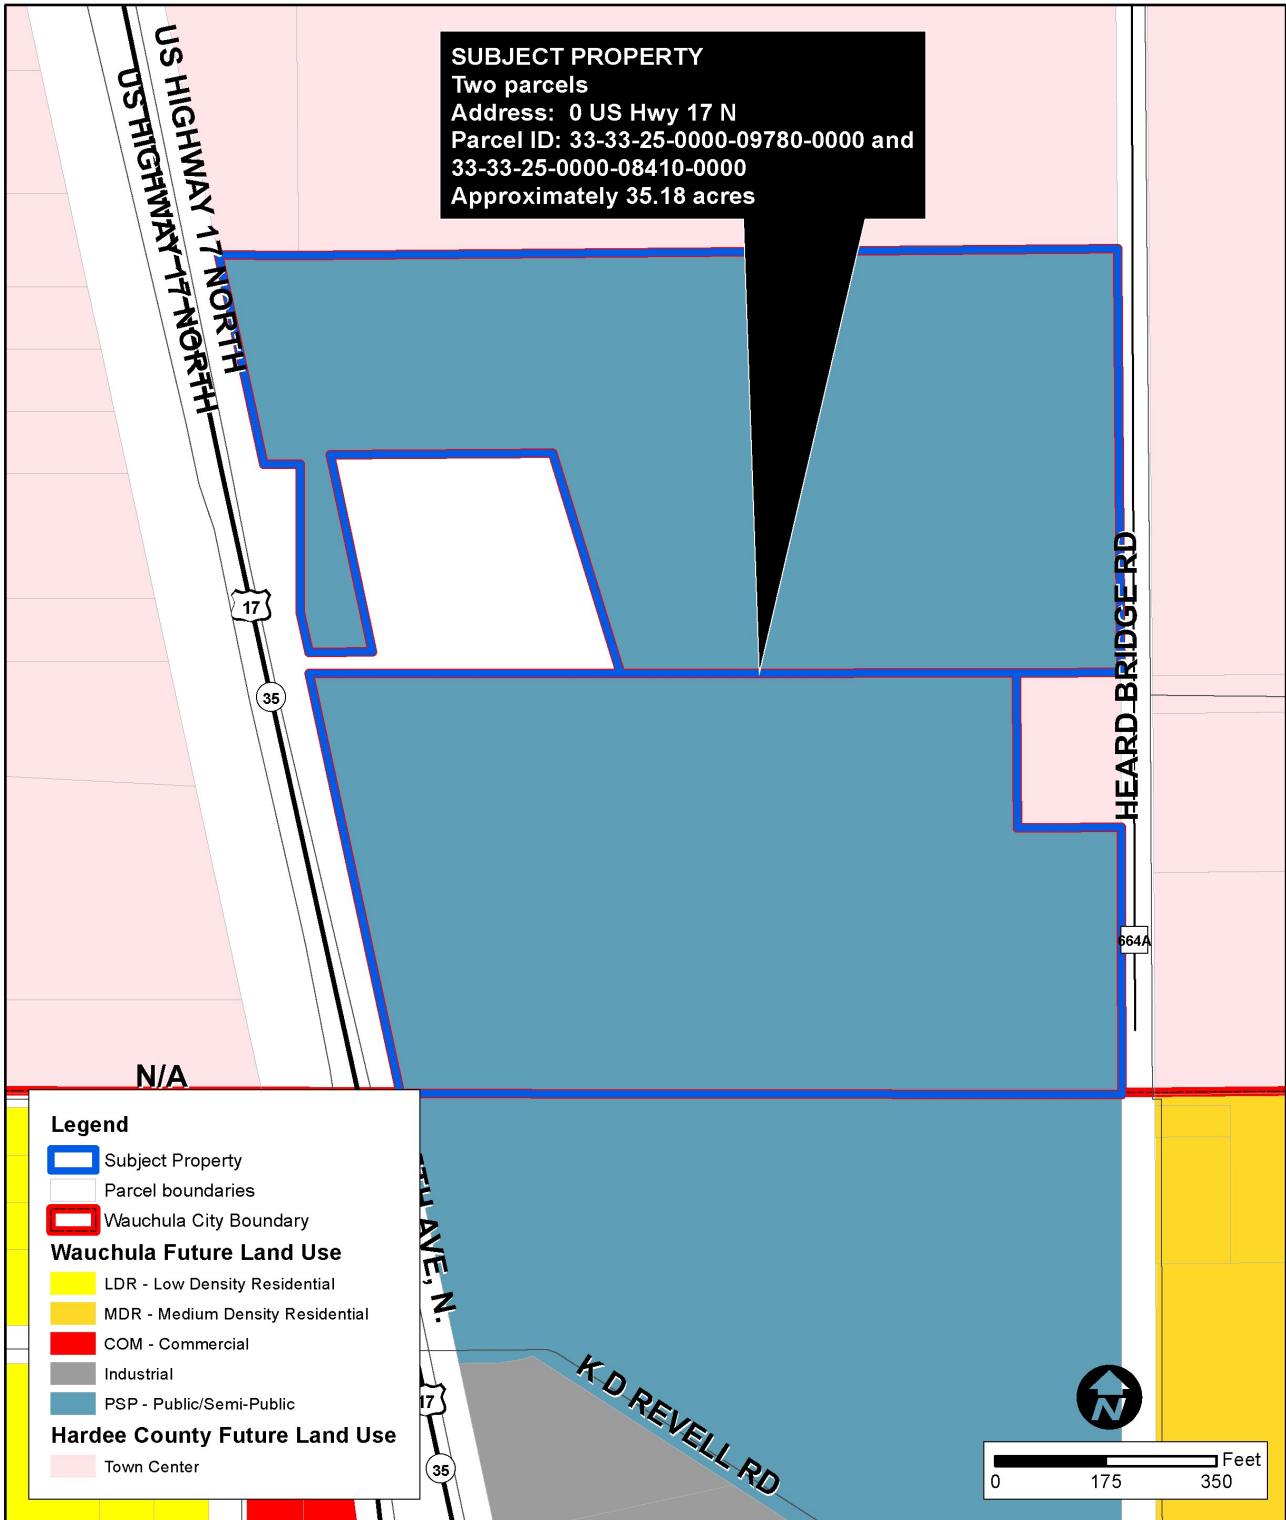 SUBJECT PROPERTY
Two parcels
Address: 0 US Hwy 17 N
Parcel ID: 33-33-25-0000-09780-0000 and
33-33-25-0000-08410-0000
Approximately 35.18 acres
US HIGHWAY 17 NORTH
US HIGHWAY 17 NORTH
17
35
HEARD BRIDGE RD
664A
N/A
Legend
Subject Property
Parcel boundaries
Wauchula City Boundary
Wauchula Future Land Use
LDR - Low Density Residential
MDR - Medium Density Residential
COM - Commercial
Industrial
PSP - Public/Semi-Public
Hardee County Future Land Use
Town Center
TH AVE, N.
17
35
K D REVELL RD
N
Feet
0 175 350